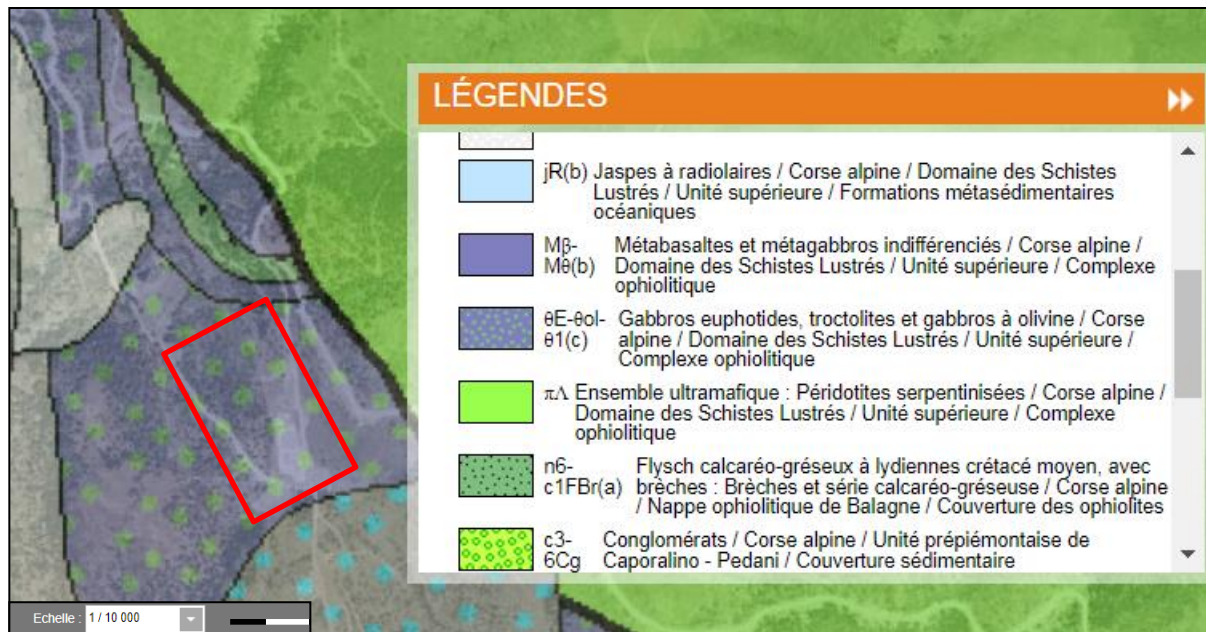 LÉGENDES
jR(b) Jaspes à radiolaires / Corse alpine / Domaine des Schistes
Lustrés / Unité supérieure / Formations métasédimentaires
océaniques
Mβ- Métabasaltes et métagabbros indifférenciés / Corse alpine /
Mθ(b) Domaine des Schistes Lustrés / Unité supérieure / Complexe
ophiolitique
θE-θol- Gabbros euphotides, troctolites et gabbros à olivine / Corse
θ1(c) alpine / Domaine des Schistes Lustrés / Unité supérieure /
Complexe ophiolitique
πΛ Ensemble ultramafique : Péridotites serpentinisées / Corse alpine /
Domaine des Schistes Lustrés / Unité supérieure / Complexe
ophiolitique
n6- Flysch calcaréo-gréseux à lydiennes crétacé moyen, avec
c1FBr(a) brèches : Brèches et série calcaréo-gréseuse / Corse alpine
/ Nappe ophiolitique de Balagne / Couverture des ophiolites
c3- Conglomérats / Corse alpine / Unité prépiémontaise de
6Cg Caporalino - Pedani / Couverture sédimentaire
Echelle : 1 / 10 000